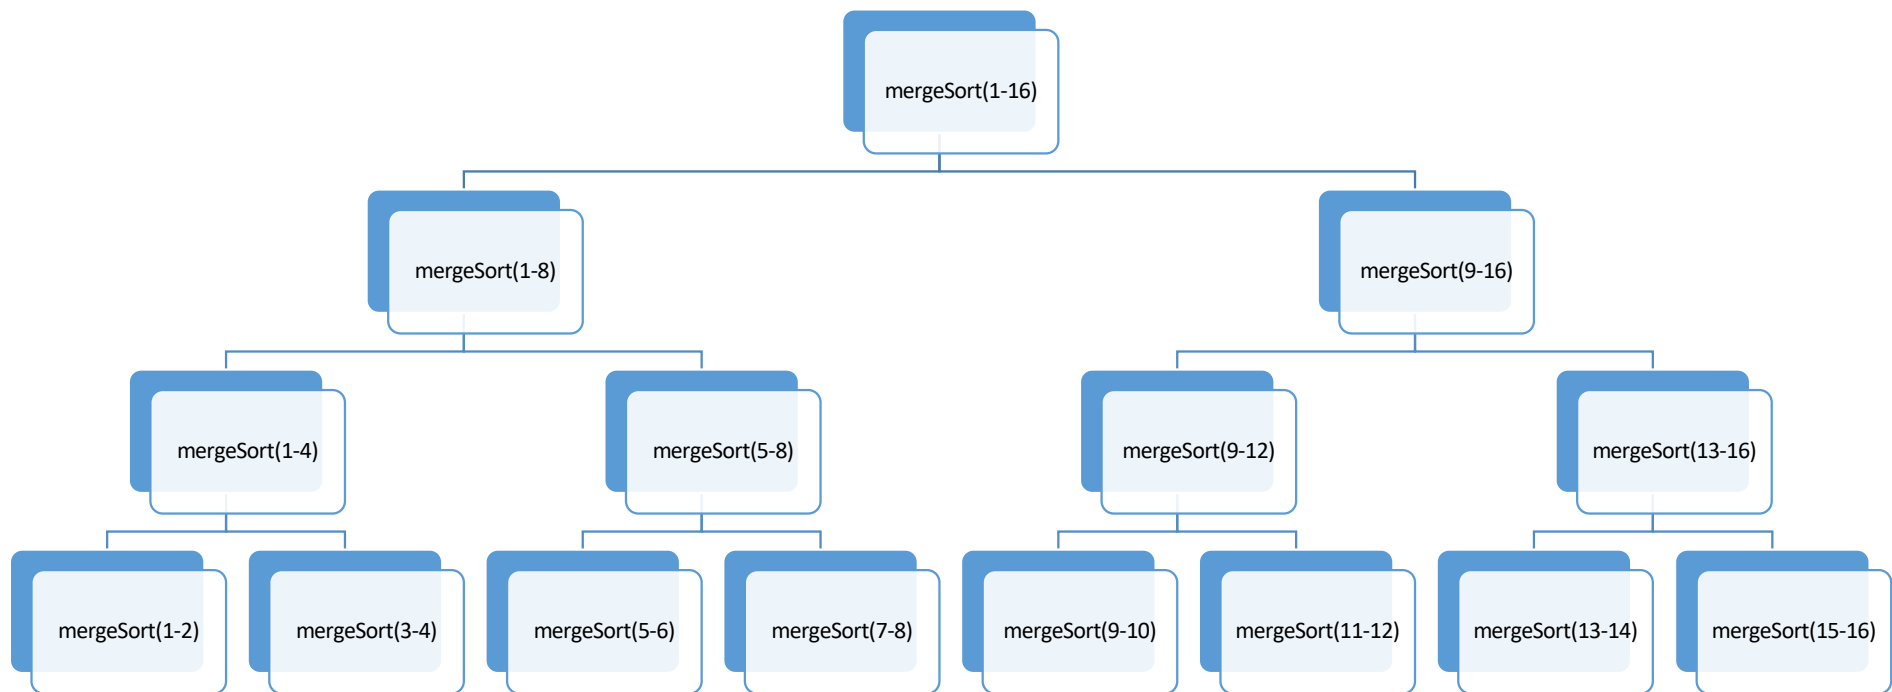 mergeSort(1-16)
mergeSort(1-8)
mergeSort(9-16)
mergeSort(1-4)
mergeSort(5-8)
mergeSort(9-12)
mergeSort(13-16)
mergeSort(1-2)
mergeSort(3-4)
mergeSort(5-6)
mergeSort(7-8)
mergeSort(9-10)
mergeSort(11-12)
mergeSort(13-14)
mergeSort(15-16)